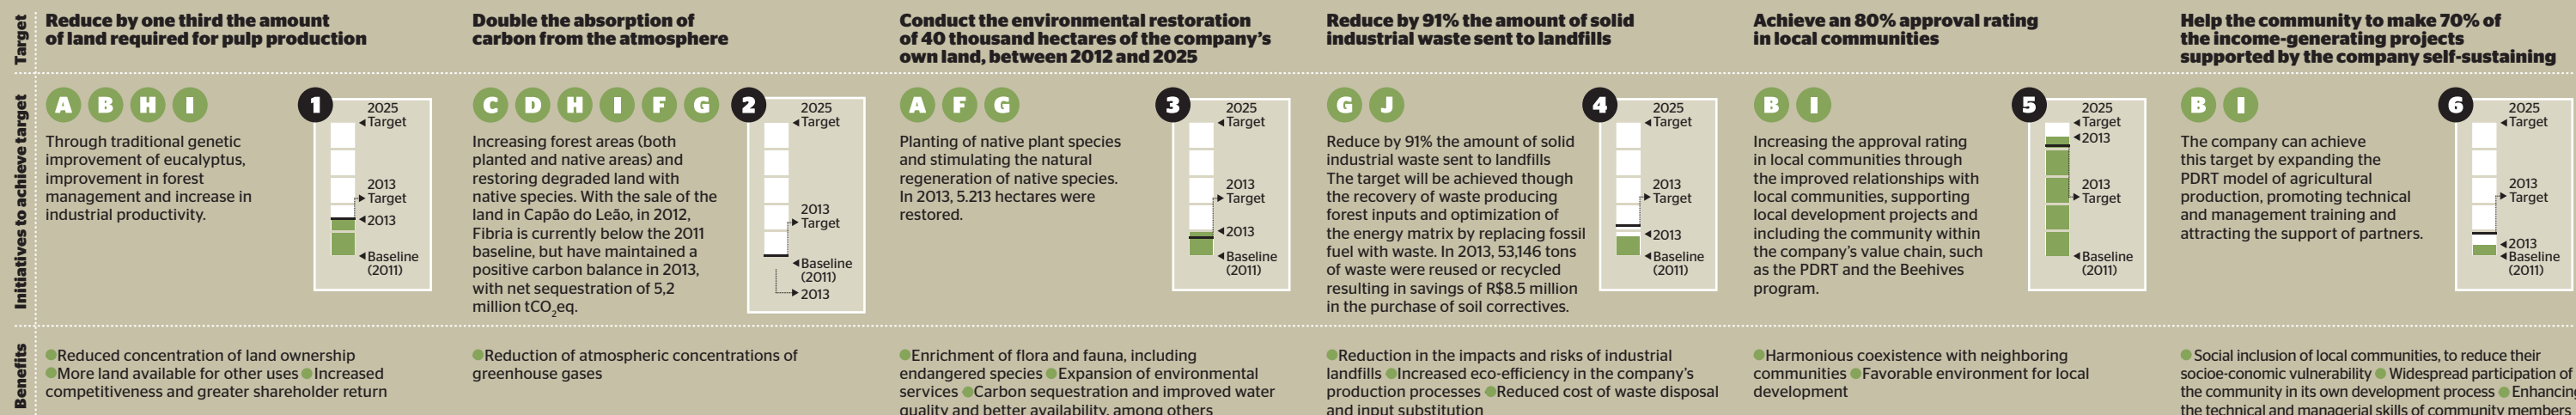 Target
Reduce by one third the amount
of land required for pulp production
Double the absorption of
carbon from the atmosphere
Conduct the environmental restoration
of 40 thousand hectares of the company's
own land, between 2012 and 2025
Reduce by 91% the amount of solid
industrial waste sent to landfills
Achieve an 80% approval rating
in local communities
Help the community to make 70% of
the income-generating projects
supported by the company self-sustaining
Initiatives to achieve target
A B H I
Through traditional genetic
improvement of eucalyptus,
improvement in forest
management and increase in
industrial productivity.
1
2025
Target
2013
Target
2013
Baseline
(2011)
C D H I F G
Increasing forest areas (both
planted and native areas) and
restoring degraded land with
native species. With the sale of the
land in Capão do Leão, in 2012,
Fibria is currently below the 2011
baseline, but have maintained a
positive carbon balance in 2013,
with net sequestration of 5,2
million tCO₂eq.
2
2025
Target
2013
Target
Baseline
(2011)
2013
A F G
Planting of native plant species
and stimulating the natural
regeneration of native species.
In 2013, 5.213 hectares were
restored.
3
2025
Target
2013
Target
2013
Baseline
(2011)
G J
Reduce by 91% the amount of solid
industrial waste sent to landfills
The target will be achieved though
the recovery of waste producing
forest inputs and optimization of
the energy matrix by replacing fossil
fuel with waste. In 2013, 53,146 tons
of waste were reused or recycled
resulting in savings of R$8.5 million
in the purchase of soil correctives.
4
2025
Target
2013
Target
2013
Baseline
(2011)
B I
Increasing the approval rating
in local communities through
the improved relationships with
local communities, supporting
local development projects and
including the community within
the company's value chain, such
as the PDRT and the Beehives
program.
5
2025
Target
2013
2013
Target
Baseline
(2011)
B I
The company can achieve
this target by expanding the
PDRT model of agricultural
production, promoting technical
and management training and
attracting the support of partners.
6
2025
Target
2013
Target
2013
Baseline
(2011)
Benefits
Reduced concentration of land ownership
More land available for other uses Increased
competitiveness and greater shareholder return
Reduction of atmospheric concentrations of
greenhouse gases
Enrichment of flora and fauna, including
endangered species Expansion of environmental
services Carbon sequestration and improved water
quality and better availability, among others
Reduction in the impacts and risks of industrial
landfills Increased eco-efficiency in the company's
production processes Reduced cost of waste disposal
and input substitution
Harmonious coexistence with neighboring
communities Favorable environment for local
development
Social inclusion of local communities, to reduce their
socioe-onomic vulnerability Widespread participation of
the community in its own development process Enhancing
the technical and managerial skills of community members